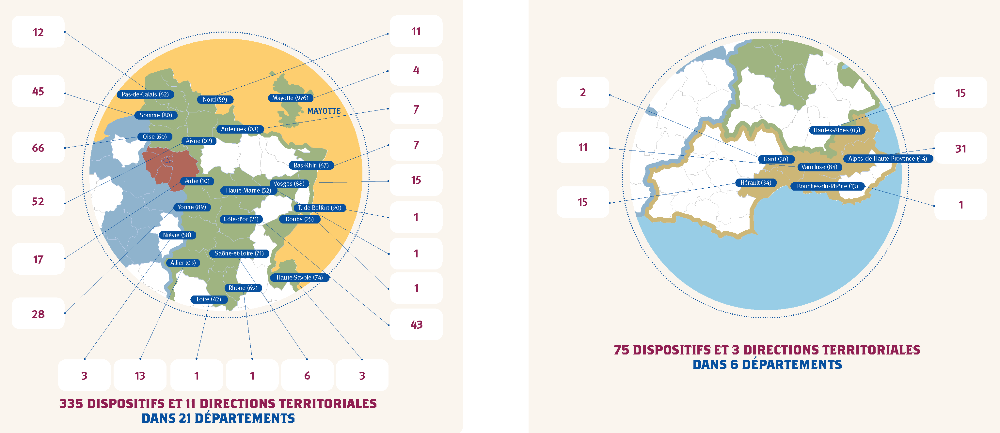 12
11
4
45
Pas-de-Calais (62)
Nord (59)
Mayotte (976)
MAYOTTE
7
Somme (80)
Ardennes (08)
66
Oise (60)
Aisne (02)
7
Bas-Rhin (67)
15
Aube (10)
Vosges (88)
Haute-Marne (52)
52
Yonne (89)
T. de Belfort (90)
1
Côte-d'or (21)
Doubs (25)
Nièvre (58)
1
17
Saône-et-Loire (71)
Allier (03)
Haute-Savoie (74)
1
Rhône (69)
Loire (42)
28
43
3
13
1
1
6
3
335 DISPOSITIFS ET 11 DIRECTIONS TERRITORIALES
DANS 21 DÉPARTEMENTS
2
15
Hautes-Alpes (05)
11
31
Gard (30)
Alpes-de-Haute-Provence (04)
Vaucluse (84)
Hérault (34)
Bouches-du-Rhône (13)
15
1
75 DISPOSITIFS ET 3 DIRECTIONS TERRITORIALES
DANS 6 DÉPARTEMENTS